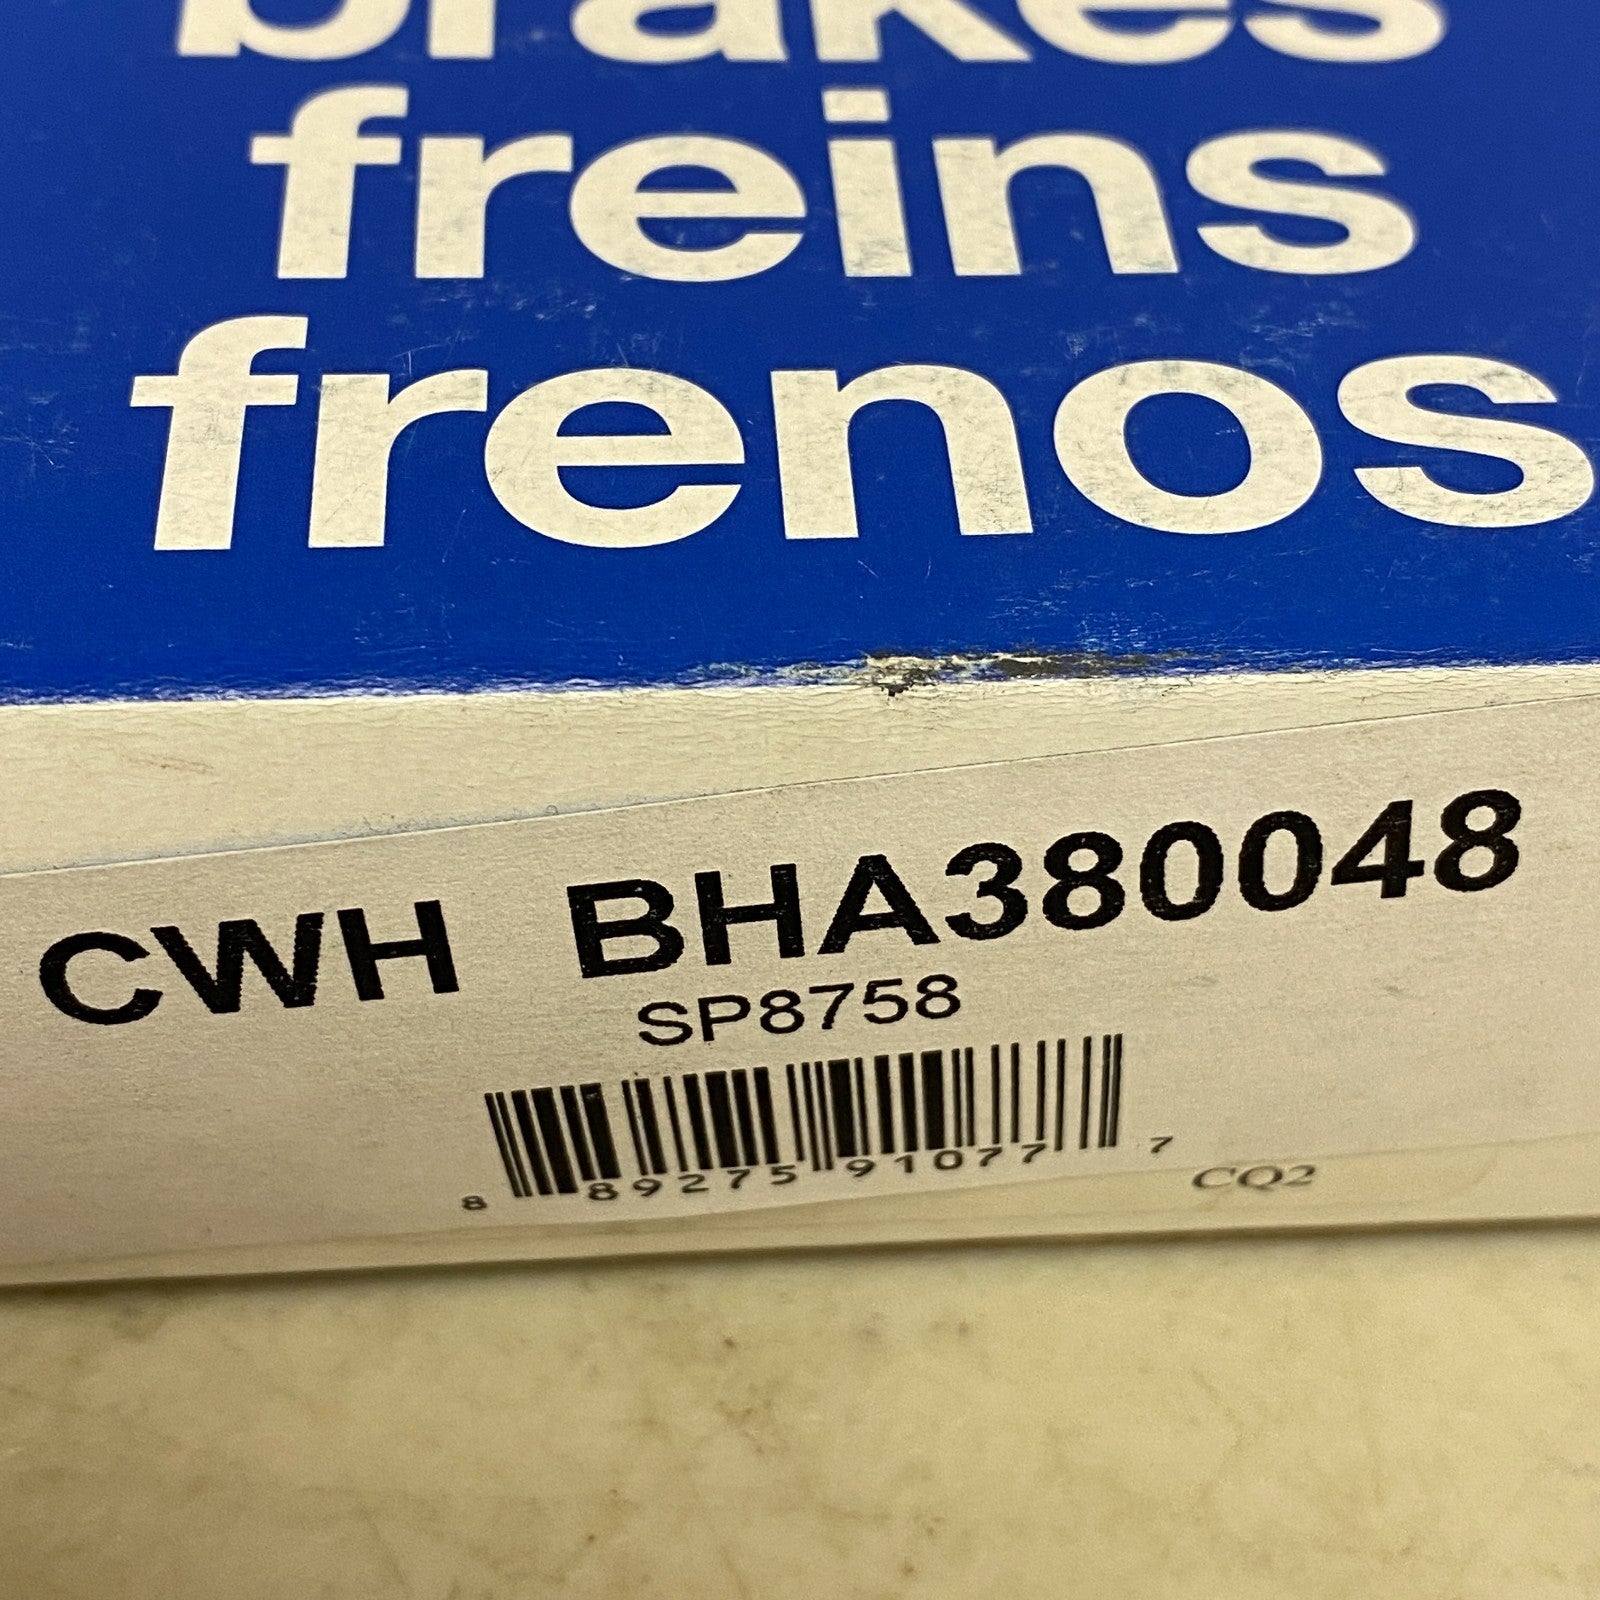 brakes
freins
frenos
CWH BHA380048
SP8758
8 89275 91077 7
CQ2